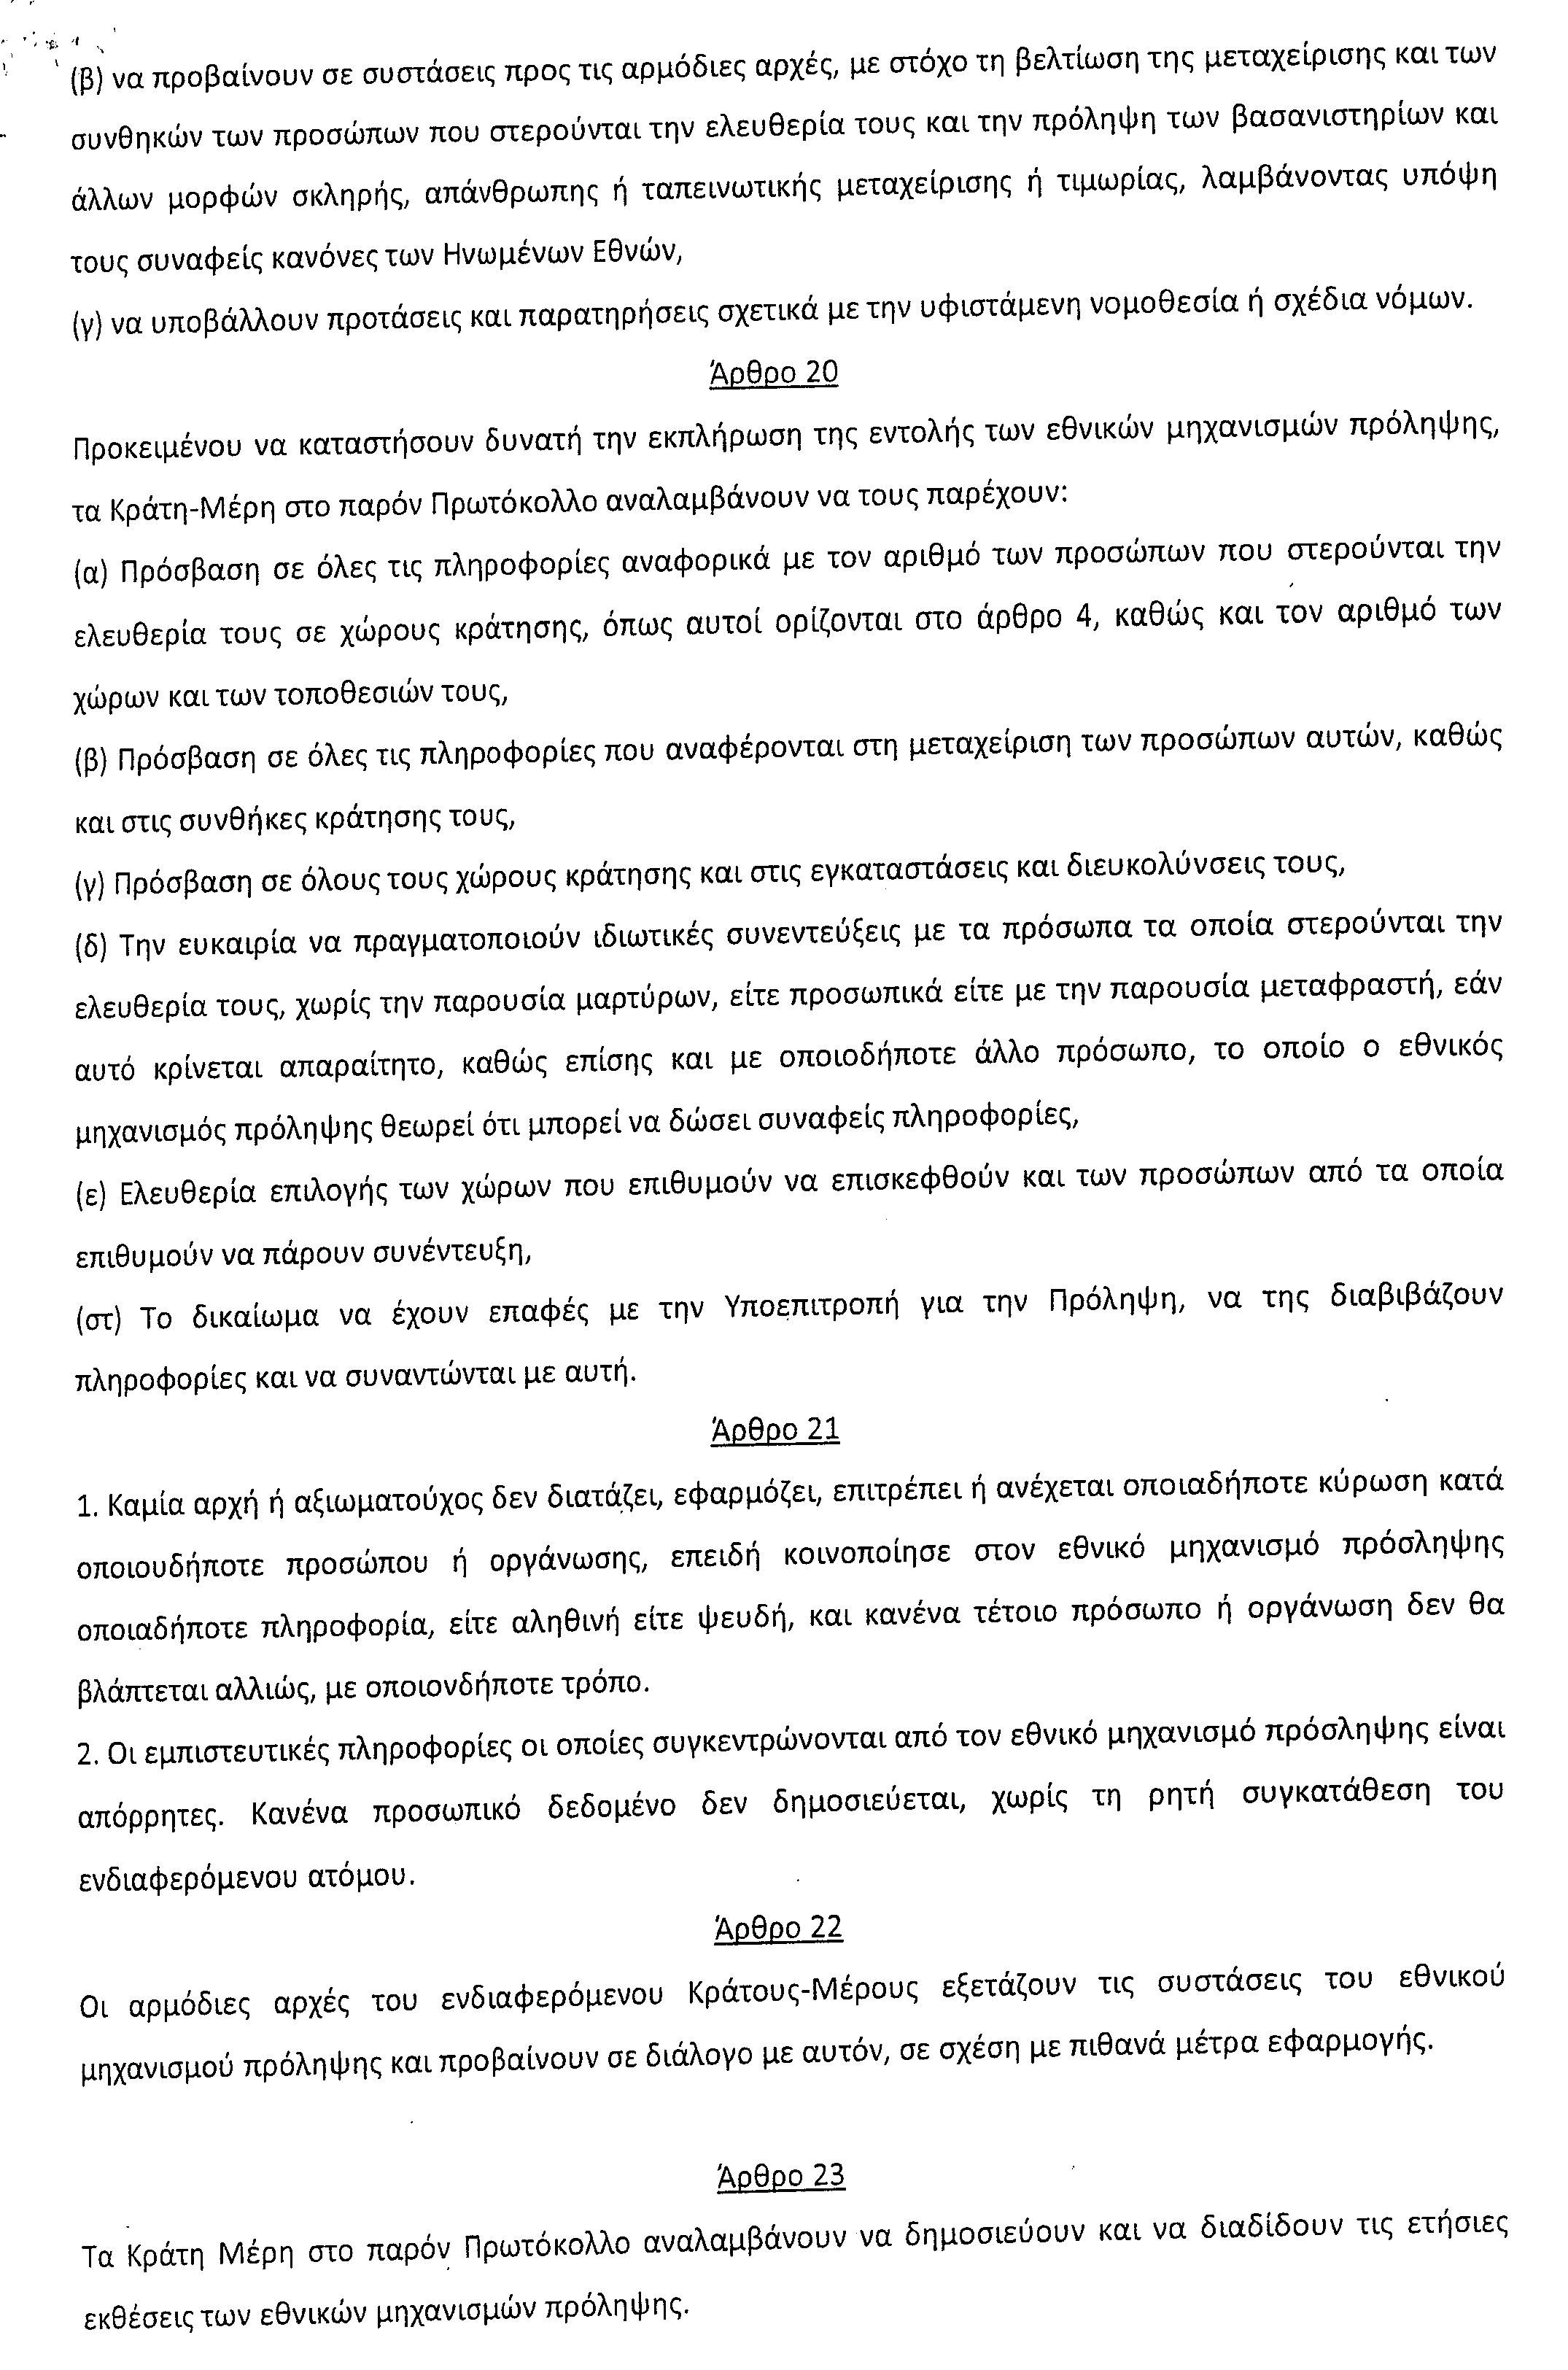 (β) να προβαίνουν σε συστάσεις προς τις αρμόδιες αρχές, με στόχο τη βελτίωση της μεταχείρισης και των
συνθηκών των προσώπων που στερούνται την ελευθερία τους και την πρόληψη των βασανιστηρίων και
άλλων μορφών σκληρής, απάνθρωπης ή ταπεινωτικής μεταχείρισης ή τιμωρίας, λαμβάνοντας υπόψη
τους συναφείς κανόνες των Ηνωμένων Εθνών,
(γ) να υποβάλλουν προτάσεις και παρατηρήσεις σχετικά με την υφιστάμενη νομοθεσία ή σχέδια νόμων.
Άρθρο 20
Προκειμένου να καταστήσουν δυνατή την εκπλήρωση της εντολής των εθνικών μηχανισμών πρόληψης,
τα Κράτη-Μέρη στο παρόν Πρωτόκολλο αναλαμβάνουν να τους παρέχουν:
(α) Πρόσβαση σε όλες τις πληροφορίες αναφορικά με τον αριθμό των προσώπων που στερούνται την
ελευθερία τους σε χώρους κράτησης, όπως αυτοί ορίζονται στο άρθρο 4, καθώς και τον αριθμό των
χώρων και των τοποθεσιών τους,
(β) Πρόσβαση σε όλες τις πληροφορίες που αναφέρονται στη μεταχείριση των προσώπων αυτών, καθώς
και στις συνθήκες κράτησης τους,
(γ) Πρόσβαση σε όλους τους χώρους κράτησης και στις εγκαταστάσεις και διευκολύνσεις τους,
(δ) Την ευκαιρία να πραγματοποιούν ιδιωτικές συνεντεύξεις με τα πρόσωπα τα οποία στερούνται την
ελευθερία τους, χωρίς την παρουσία μαρτύρων, είτε προσωπικά είτε με την παρουσία μεταφραστή, εάν
αυτό κρίνεται απαραίτητο, καθώς επίσης και με οποιοδήποτε άλλο πρόσωπο, το οποίο ο εθνικός
μηχανισμός πρόληψης θεωρεί ότι μπορεί να δώσει συναφείς πληροφορίες,
(ε) Ελευθερία επιλογής των χώρων που επιθυμούν να επισκεφθούν και των προσώπων από τα οποία
επιθυμούν να πάρουν συνέντευξη,
(στ) Το δικαίωμα να έχουν επαφές με την Υποεπιτροπή για την Πρόληψη, να της διαβιβάζουν
πληροφορίες και να συναντώνται με αυτή.
Άρθρο 21
1. Καμία αρχή ή αξιωματούχος δεν διατάζει, εφαρμόζει, επιτρέπει ή ανέχεται οποιαδήποτε κύρωση κατά
οποιουδήποτε προσώπου ή οργάνωσης, επειδή κοινοποίησε στον εθνικό μηχανισμό πρόσληψης
οποιαδήποτε πληροφορία, είτε αληθινή είτε ψευδή, και κανένα τέτοιο πρόσωπο ή οργάνωση δεν θα
βλάπτεται αλλιώς, με οποιονδήποτε τρόπο.
2. Οι εμπιστευτικές πληροφορίες οι οποίες συγκεντρώνονται από τον εθνικό μηχανισμό πρόσληψης είναι
απόρρητες. Κανένα προσωπικό δεδομένο δεν δημοσιεύεται, χωρίς τη ρητή συγκατάθεση του
ενδιαφερόμενου ατόμου.
Άρθρο 22
Οι αρμόδιες αρχές του ενδιαφερόμενου Κράτους-Μέρους εξετάζουν τις συστάσεις του εθνικού
μηχανισμού πρόληψης και προβαίνουν σε διάλογο με αυτόν, σε σχέση με πιθανά μέτρα εφαρμογής.
Άρθρο 23
Τα Κράτη Μέρη στο παρόν Πρωτόκολλο αναλαμβάνουν να δημοσιεύουν και να διαδίδουν τις ετήσιες
εκθέσεις των εθνικών μηχανισμών πρόληψης.